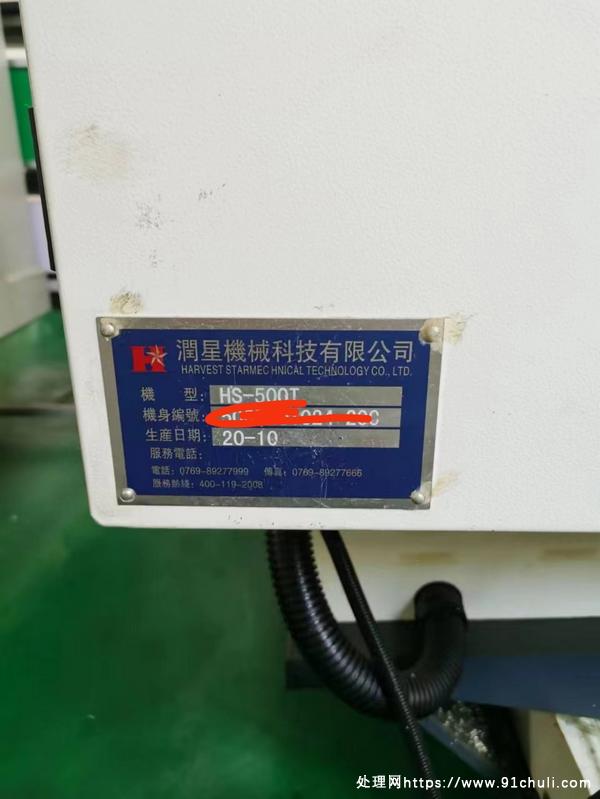 潤星機械科技有限公司
HARVEST STARMEC HNICAL TECHNOLOGY CO., LTD.
機 型: HS-500T
機身編號:
生産日期: 20-10
服務電話:
電話: 0769-89277999 傳真: 0769-89277666
服務熱綫: 400-119-2008
处理网https://www.91chuli.com/